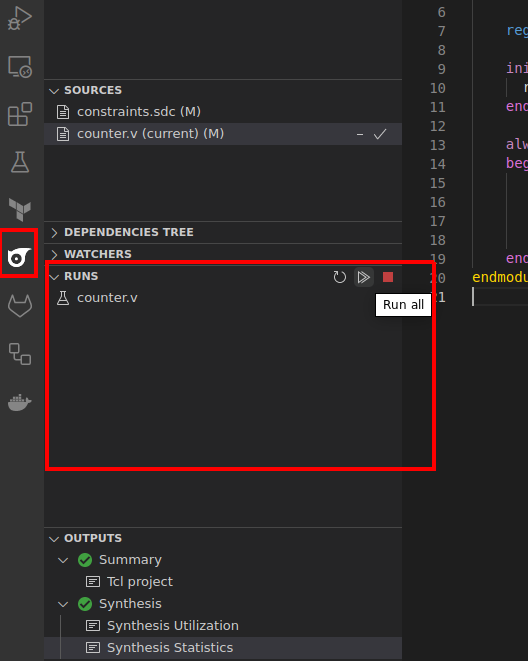 SOURCES
constraints.sdc (M)
counter.v (current) (M)
DEPENDENCIES TREE
WATCHERS
RUNS
counter.v
Run all
OUTPUTS
Summary
Tcl project
Synthesis
Synthesis Utilization
Synthesis Statistics
6
7 reg
8
9 ini
10 r
11 end
12
13 alw
14 beg
15
16
17
18
19 end
20 endmodu
21